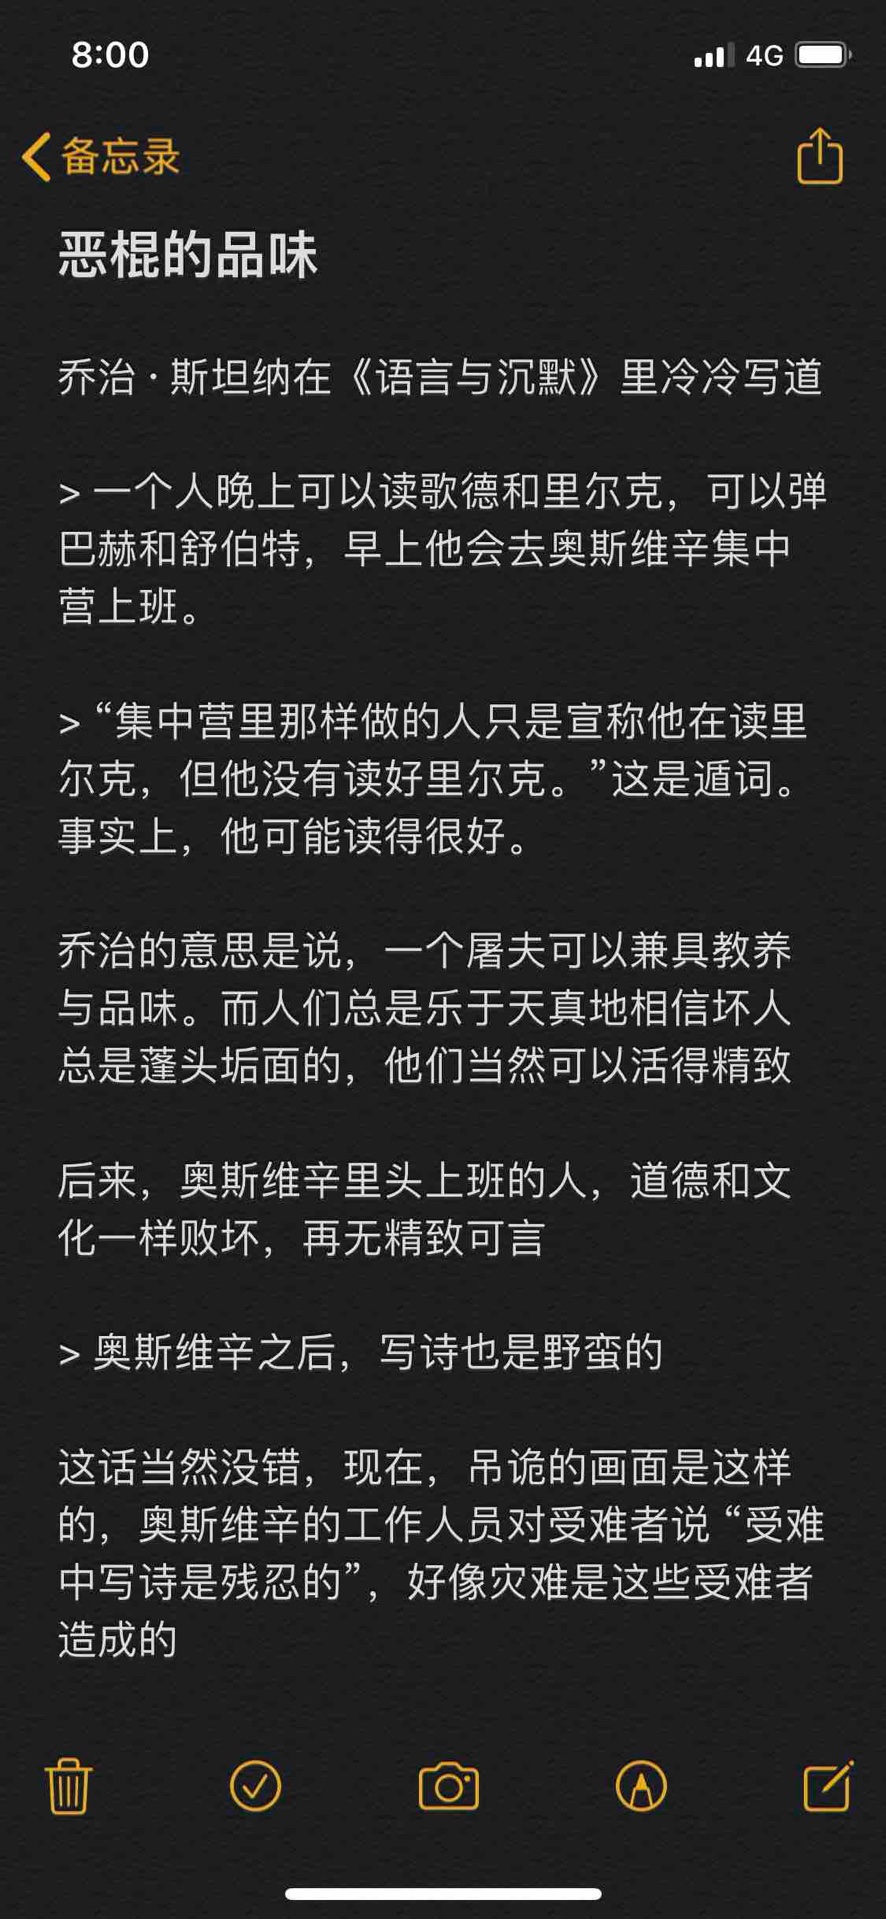 8:00
4G
备忘录
恶棍的品味
乔治·斯坦纳在《语言与沉默》里冷冷写道
> 一个人晚上可以读歌德和里尔克，可以弹
巴赫和舒伯特，早上他会去奥斯维辛集中
营上班。
> “集中营里那样做的人只是宣称他在读里
尔克，但他没有读好里尔克。”这是遁词。
事实上，他可能读得很好。
乔治的意思是说，一个屠夫可以兼具教养
与品味。而人们总是乐于天真地相信坏人
总是蓬头垢面的，他们当然可以活得精致
后来，奥斯维辛里头上班的人，道德和文
化一样败坏，再无精致可言
> 奥斯维辛之后，写诗也是野蛮的
这话当然没错，现在，吊诡的画面是这样
的，奥斯维辛的工作人员对受难者说 “受难
中写诗是残忍的”，好像灾难是这些受难者
造成的